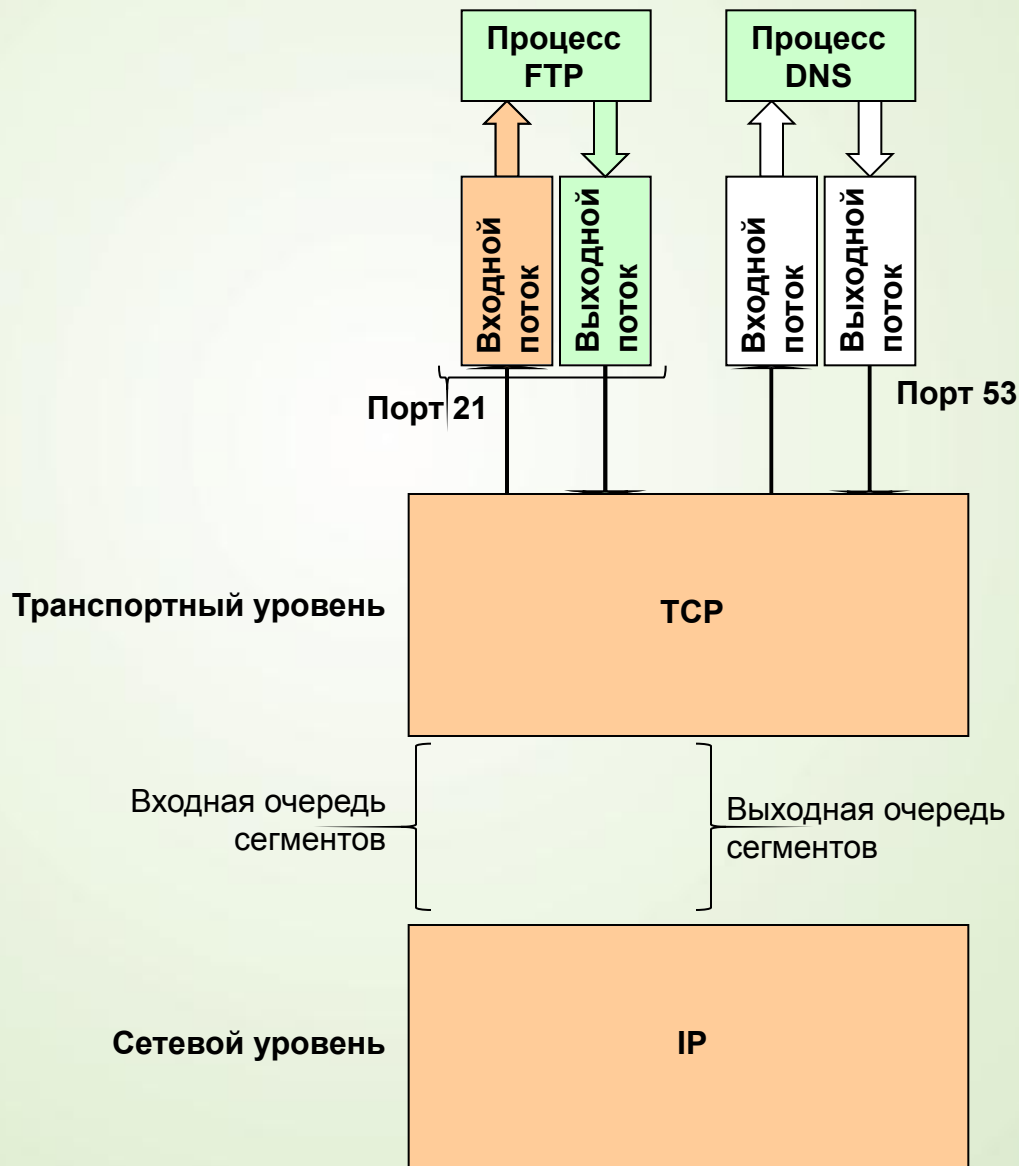 Процесс
FTP
Процесс
DNS
Входной
поток
Выходной
поток
Входной
поток
Выходной
поток
Порт 21
Порт 53
Транспортный уровень
TCP
Входная очередь
сегментов
Выходная очередь
сегментов
Сетевой уровень
IP